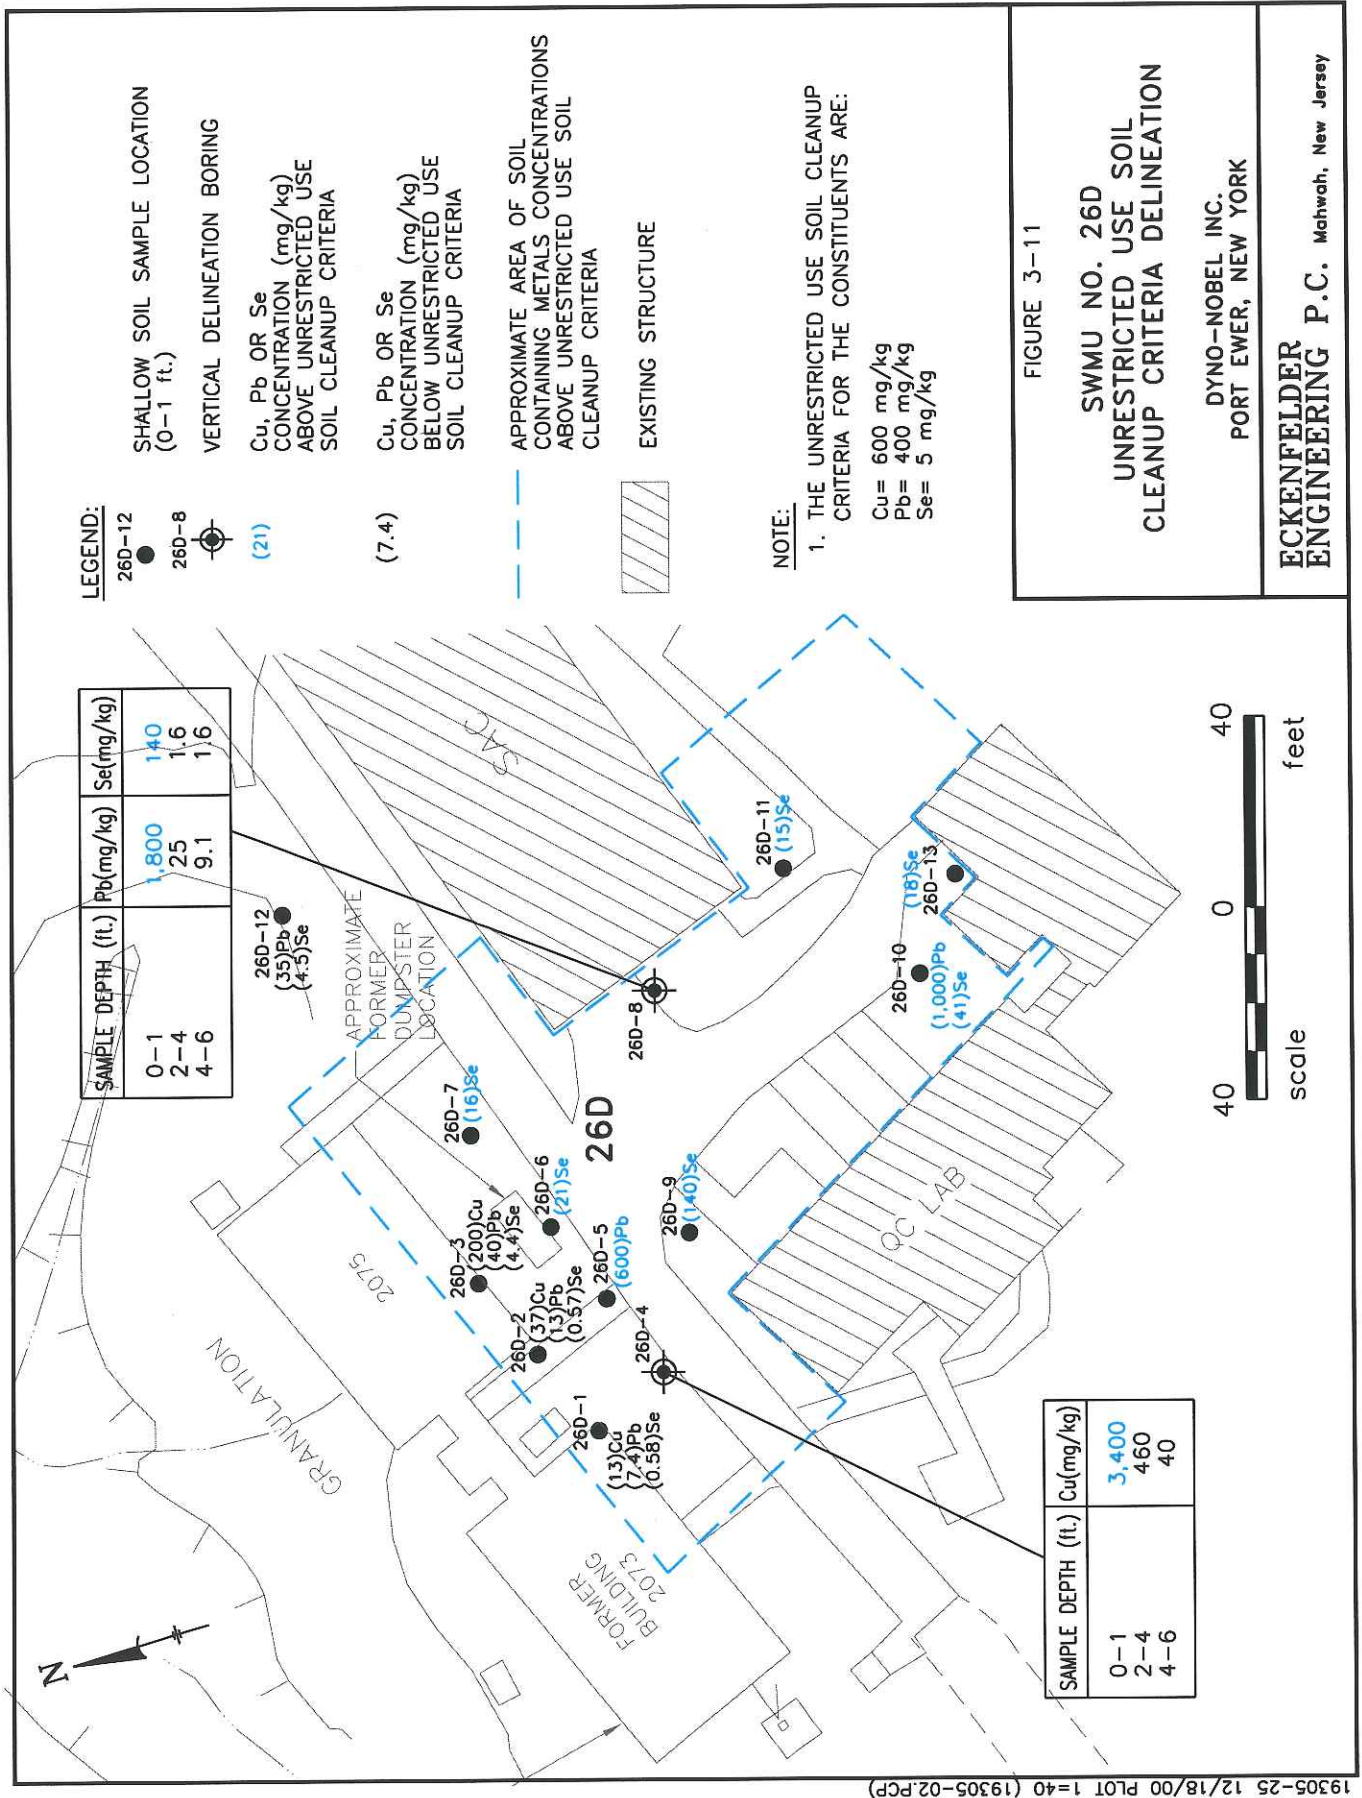 LEGEND:
26D-12
SHALLOW SOIL SAMPLE LOCATION
(0-1 ft.)
26D-8
VERTICAL DELINEATION BORING
(21)
Cu, Pb OR Se
CONCENTRATION (mg/kg)
ABOVE UNRESTRICTED USE
SOIL CLEANUP CRITERIA
(7.4)
Cu, Pb OR Se
CONCENTRATION (mg/kg)
BELOW UNRESTRICTED USE
SOIL CLEANUP CRITERIA
APPROXIMATE AREA OF SOIL
CONTAINING METALS CONCENTRATIONS
ABOVE UNRESTRICTED USE SOIL
CLEANUP CRITERIA
EXISTING STRUCTURE
NOTE:
1. THE UNRESTRICTED USE SOIL CLEANUP
CRITERIA FOR THE CONSTITUENTS ARE:
Cu= 600 mg/kg
Pb= 400 mg/kg
Se= 5 mg/kg
SAMPLE DEPTH (ft.) Pb(mg/kg) Se(mg/kg)
0-1 1,800 140
2-4 25 1.6
4-6 9.1 1.6
26D-12
(35)Pb
(4.5)Se
APPROXIMATE
FORMER
DUMPSTER
LOCATION
SAC
26D-7
(16)Se
26D-8
26D-11
(15)Se
(18)Se
26D-13
26D-10
(1,000)Pb
(41)Se
26D
26D-6
(21)Se
26D-9
(140)Se
26D-3
(200)Cu
(40)Pb
(4.4)Se
26D-5
(600)Pb
26D-2
(37)Cu
(13)Pb
(0.57)Se
26D-4
26D-1
(13)Cu
(7.4)Pb
(0.58)Se
QC LAB
2075
GRANULATION
FORMER
BUILDING
2073
N
SAMPLE DEPTH (ft.) Cu(mg/kg)
0-1 3,400
2-4 460
4-6 40
40 0 40
scale feet
FIGURE 3-11
SWMU NO. 26D
UNRESTRICTED USE SOIL
CLEANUP CRITERIA DELINEATION
DYNO-NOBEL INC.
PORT EWER, NEW YORK
ECKENFELDER
ENGINEERING P.C. Mahwah, New Jersey
19305-25 12/18/00 PLOT 1=40 (19305-02.PCP)